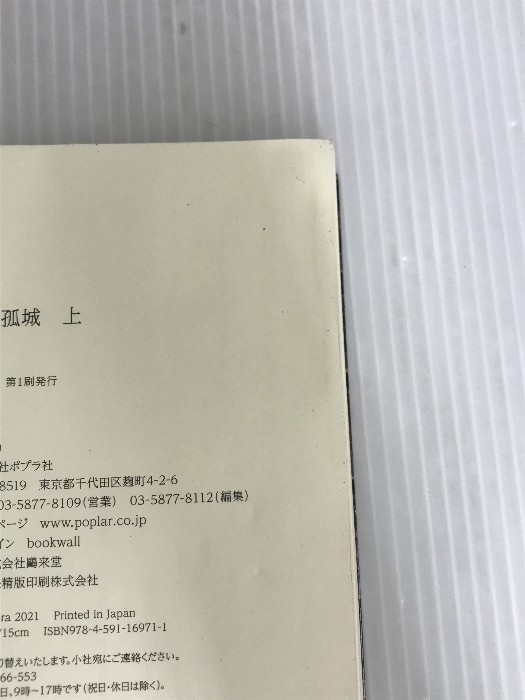 孤城 上
第1刷発行
社ポプラ社
8519 東京都千代田区麹町4-2-6
03-5877-8109(営業) 03-5877-8112(編集)
ページ www.poplar.co.jp
イン bookwall
式会社鷗来堂
精版印刷株式会社
ra 2021 Printed in Japan
/15cm ISBN978-4-591-16971-1
り替えいたします。小社宛にご連絡ください。
66-553
日、9時～17時です(祝日・休日は除く)。